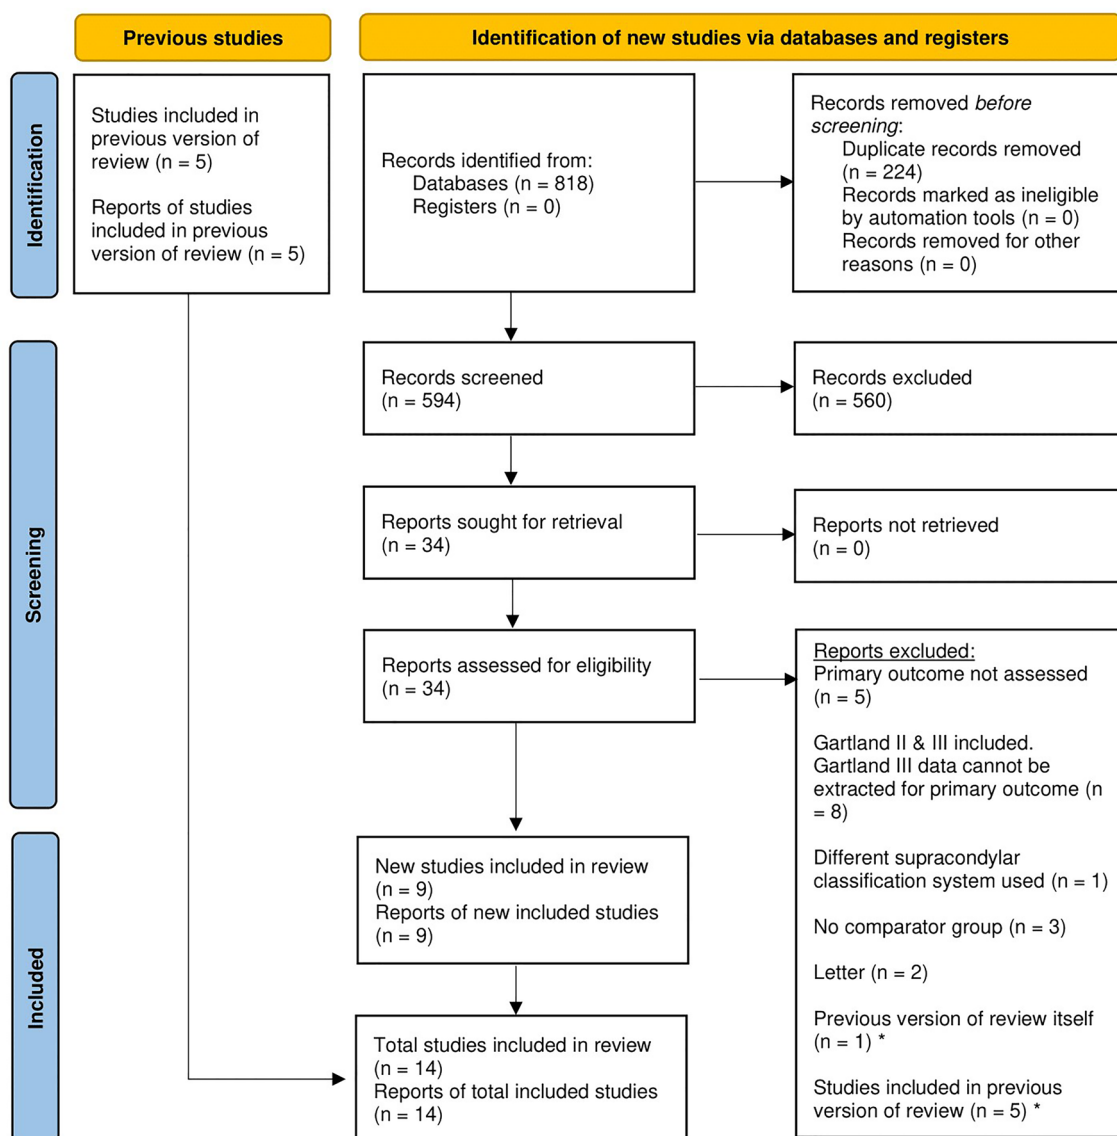 Previous studies
Identification of new studies via databases and registers
Identification
Studies included in
previous version of
review (n = 5)
Reports of studies
included in previous
version of review (n = 5)
Records identified from:
Databases (n = 818)
Registers (n = 0)
Records removed before
screening:
Duplicate records removed
(n = 224)
Records marked as ineligible
by automation tools (n = 0)
Records removed for other
reasons (n = 0)
Screening
Records screened
(n = 594)
Records excluded
(n = 560)
Reports sought for retrieval
(n = 34)
Reports not retrieved
(n = 0)
Reports assessed for eligibility
(n = 34)
Reports excluded:
Primary outcome not assessed
(n = 5)
Gartland II & III included.
Gartland III data cannot be
extracted for primary outcome (n
= 8)
Different supracondylar
classification system used (n = 1)
No comparator group (n = 3)
Letter (n = 2)
Previous version of review itself
(n = 1) *
Studies included in previous
version of review (n = 5) *
Included
New studies included in review
(n = 9)
Reports of new included studies
(n = 9)
Total studies included in review
(n = 14)
Reports of total included studies
(n = 14)